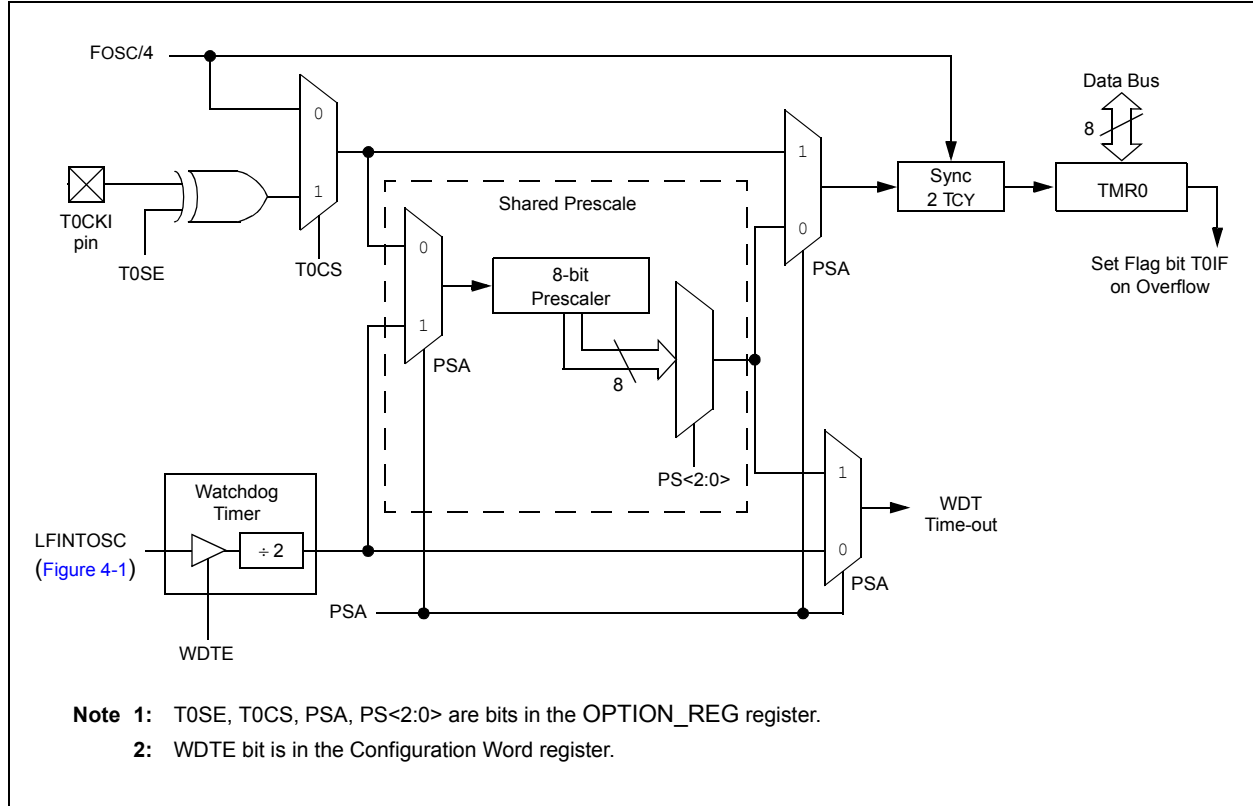 FOSC/4
Data Bus
8
0
1
T0CKI
pin
T0SE
T0CS
Shared Prescale
0
1
PSA
8-bit
Prescaler
8
PS<2:0>
1
0
PSA
Sync
2 TCY
TMR0
Set Flag bit T0IF
on Overflow
Watchdog
Timer
LFINTOSC
(Figure 4-1)
÷ 2
WDTE
PSA
1
0
PSA
WDT
Time-out
Note 1: T0SE, T0CS, PSA, PS<2:0> are bits in the OPTION_REG register.
2: WDTE bit is in the Configuration Word register.